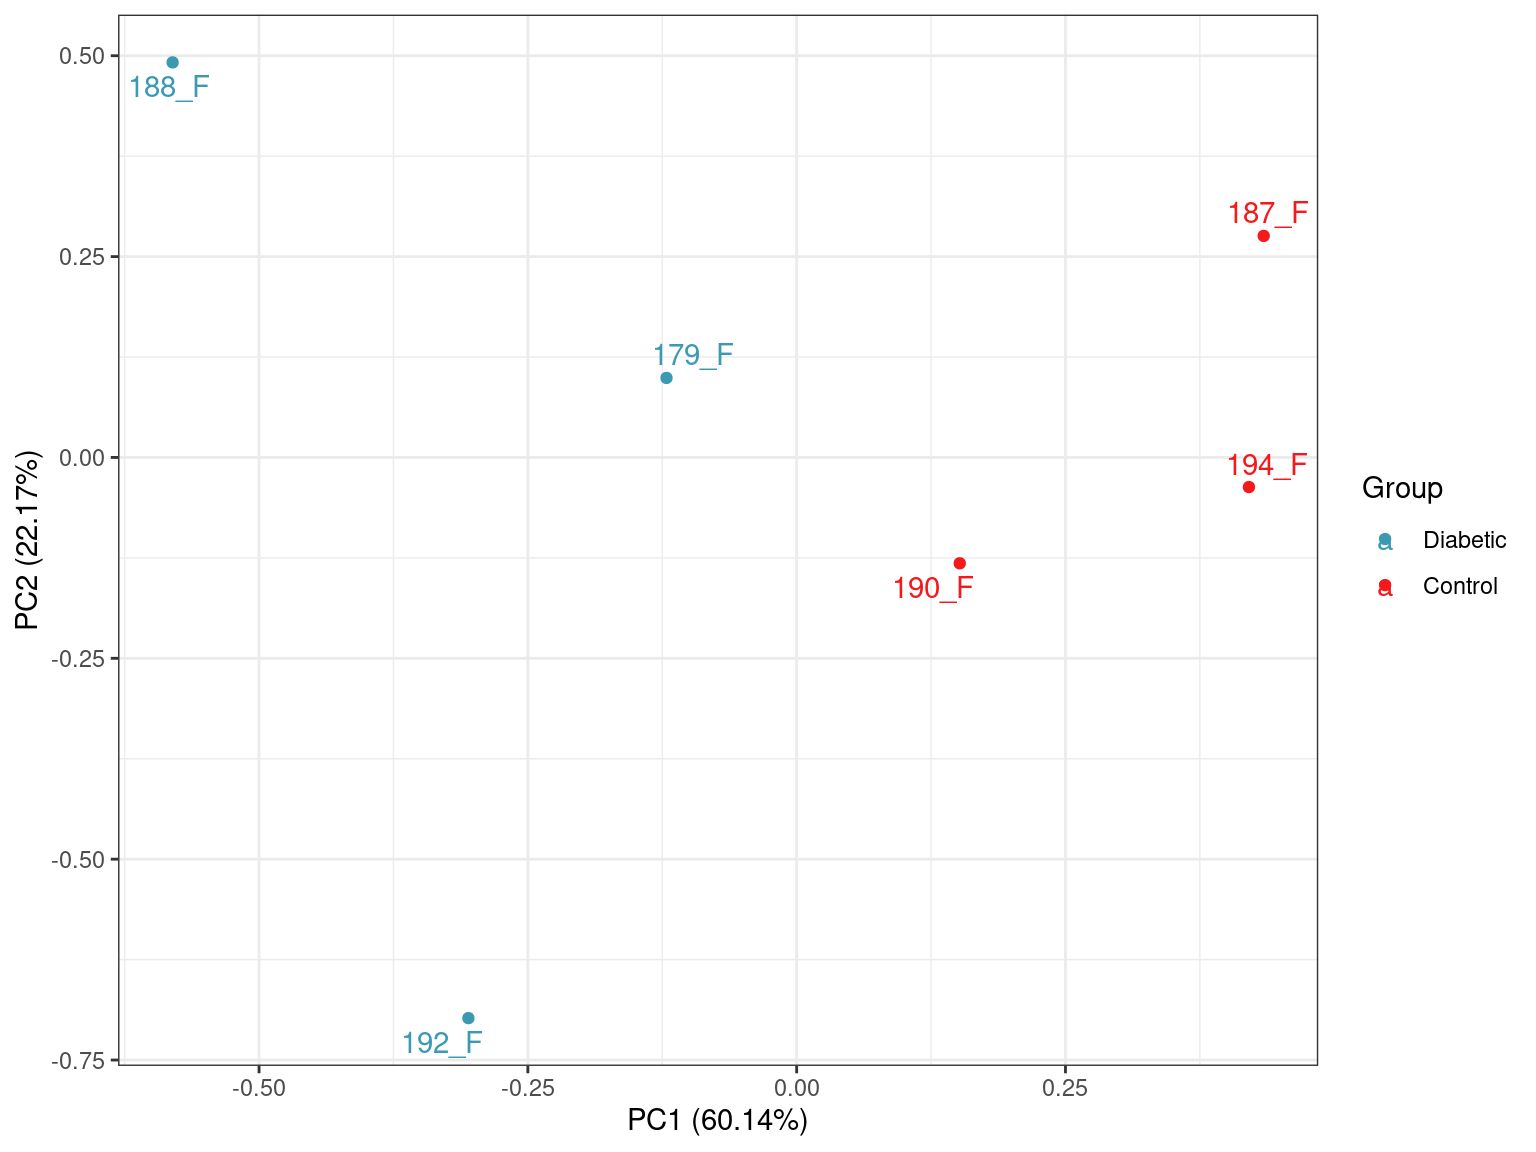 0.50
0.25
0.00
-0.25
-0.50
-0.75
PC2 (22.17%)
188_F
187_F
179_F
194_F
190_F
192_F
-0.50
-0.25
0.00
0.25
PC1 (60.14%)
Group
a Diabetic
a Control